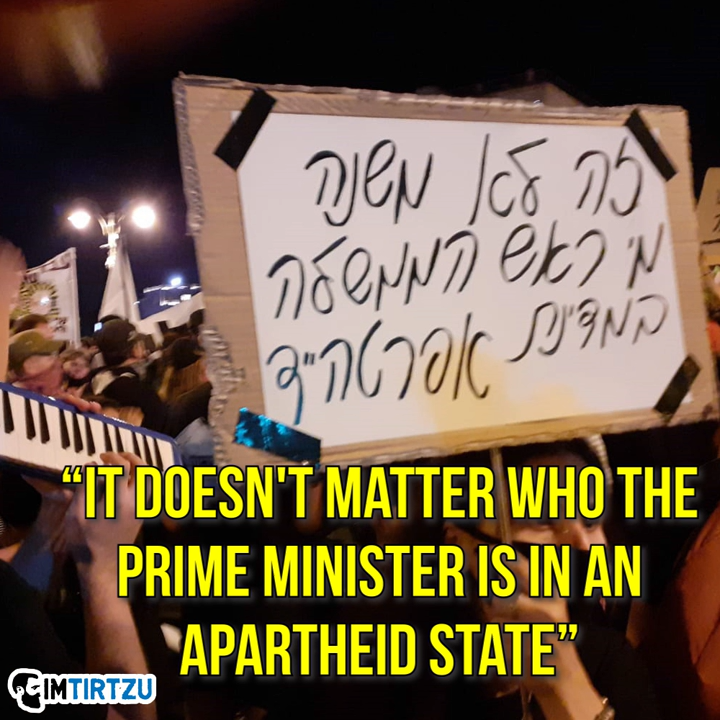 זה לא משנה
מי ראש הממשלה
במדינת אפרטהייד
“IT DOESN'T MATTER WHO THE
PRIME MINISTER IS IN AN
APARTHEID STATE”
IMTIRTZU